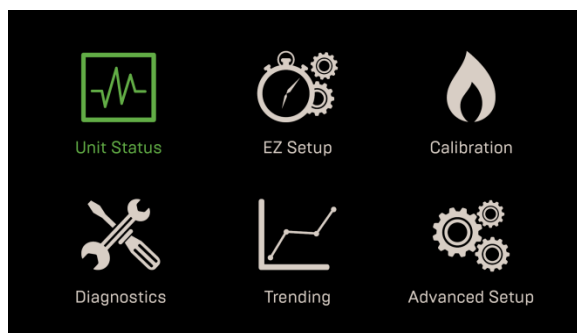 Unit Status
EZ Setup
Calibration
Diagnostics
Trending
Advanced Setup